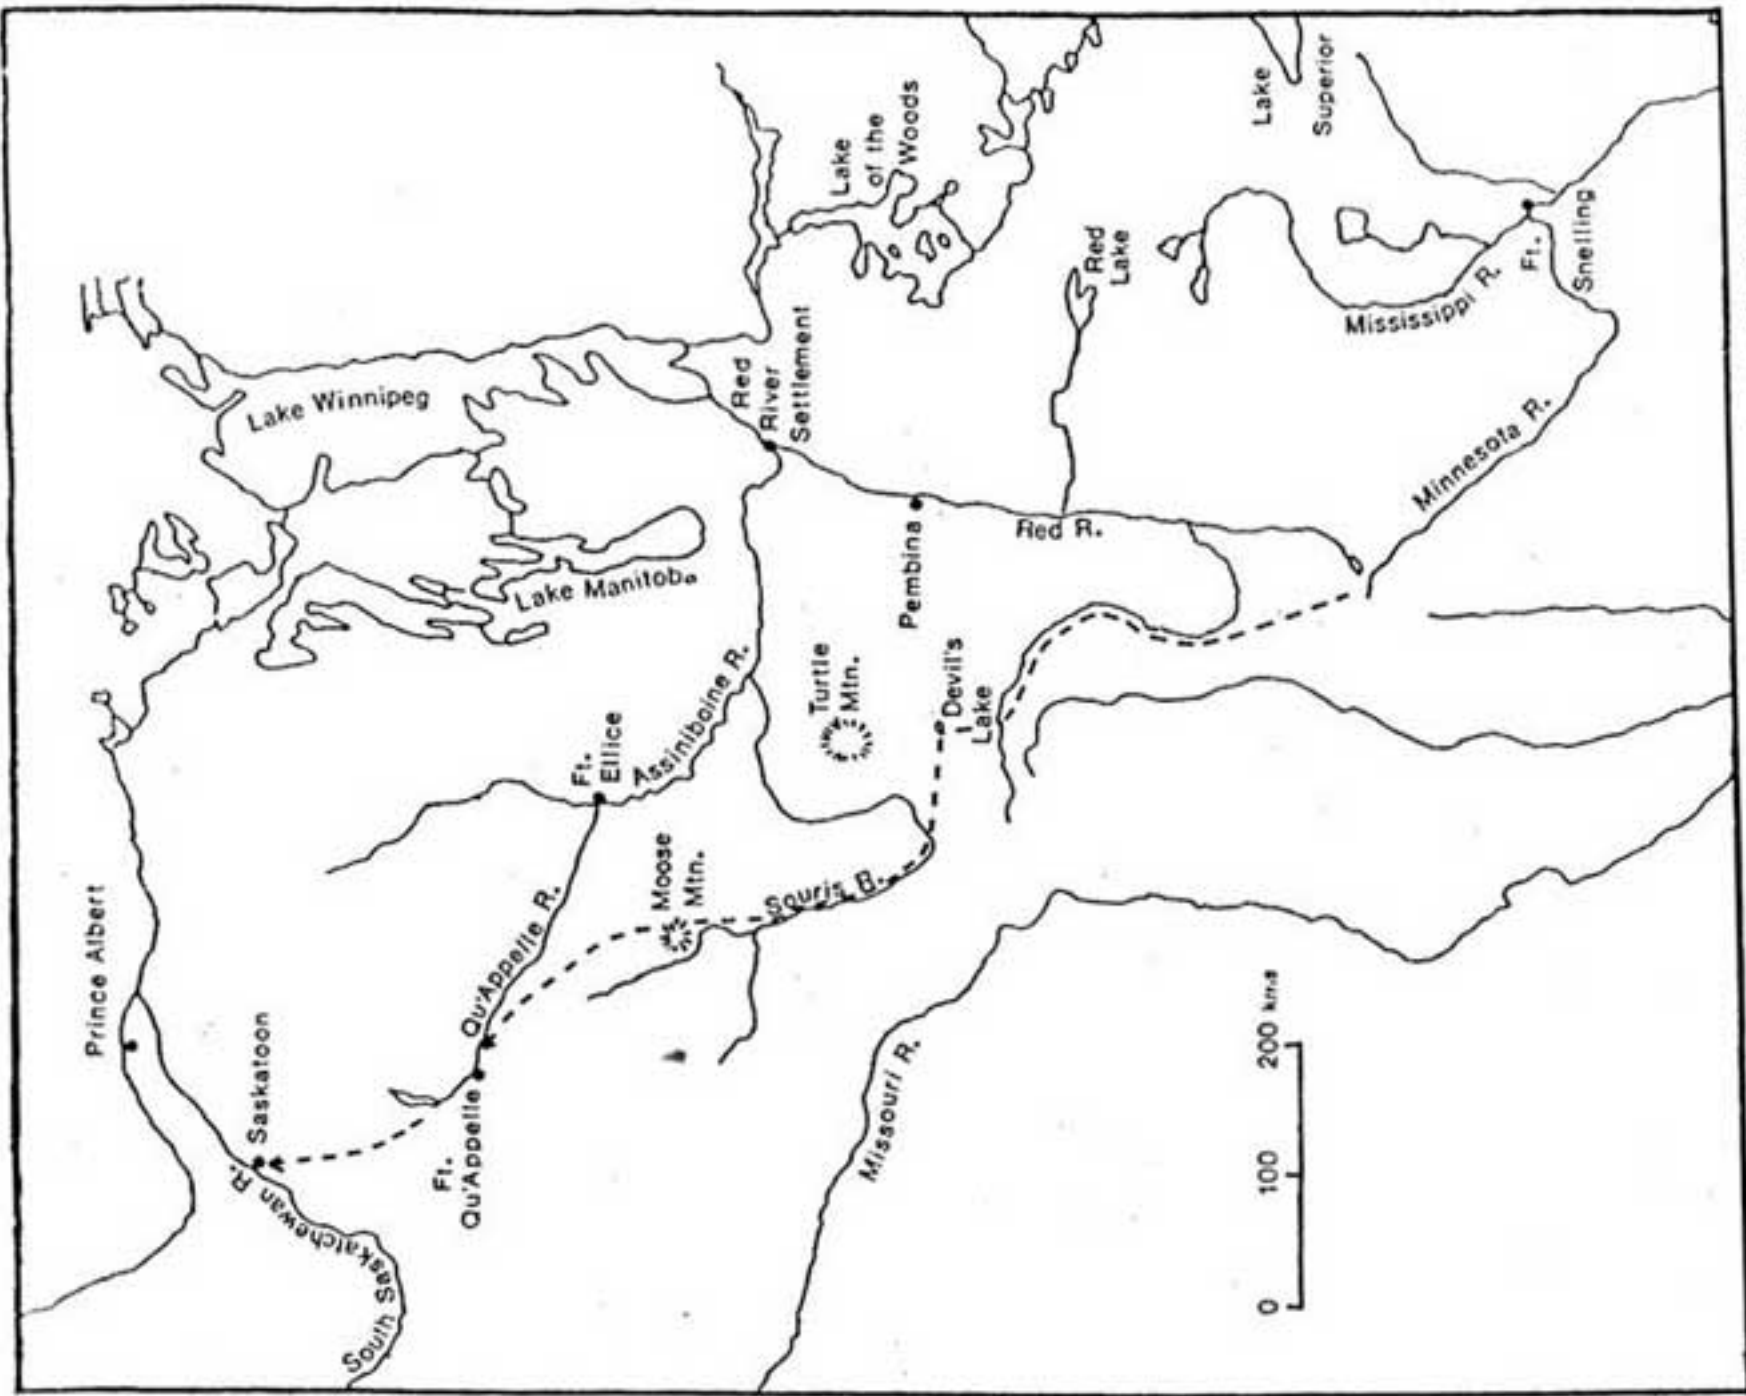 Prince Albert
Saskatoon
South Saskatchewan R.
Ft.
Qu'Appelle
Qu'Appelle R.
Ft.
Ellice
Assiniboine R.
Moose
Mtn.
Souris R.
Turtle
Mtn.
Devil's
Lake
Pembina
Lake Winnipeg
Lake Manitoba
Red
River
Settlement
Lake
of the
Woods
Red
Lake
Red R.
Lake
Superior
Mississippi R.
Ft.
Snelling
Minnesota R.
Missouri R.
0 100 200 kms